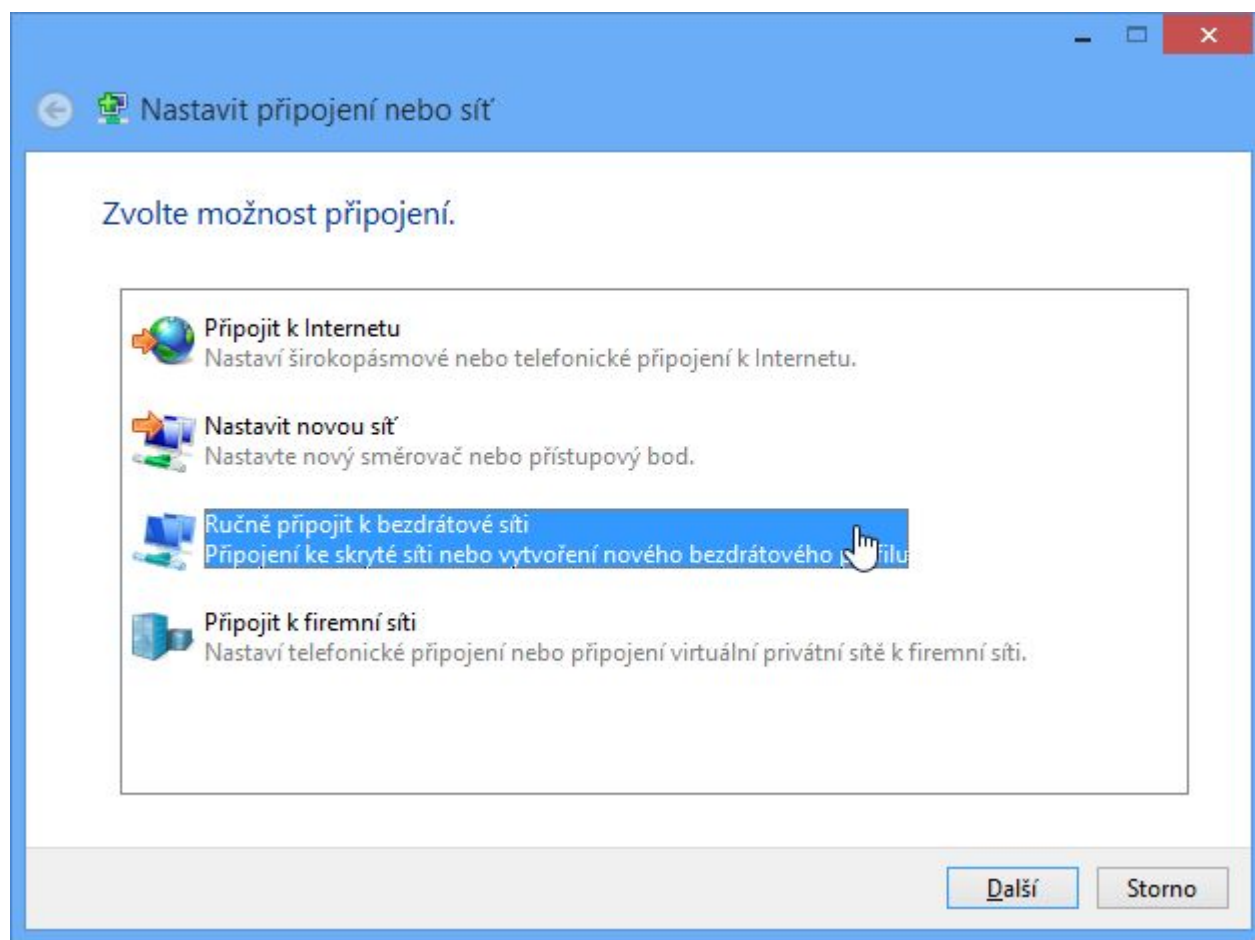 Nastavit připojení nebo síť
Zvolte možnost připojení.
Připojit k Internetu
Nastaví širokopásmové nebo telefonické připojení k Internetu.
Nastavit novou síť
Nastavte nový směrovač nebo přístupový bod.
Ručně připojit k bezdrátové síti
Připojení ke skryté síti nebo vytvoření nového bezdrátového
Připojit k firemní síti
Nastaví telefonické připojení nebo připojení virtuální privátní sítě k firemní síti.
Další
Storno